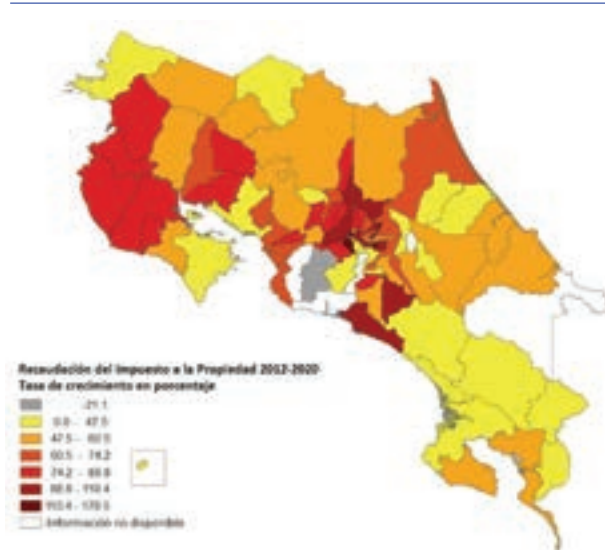 Recaudación del Impuesto a la Propiedad 2012-2020
Tasa de crecimiento en porcentaje
-21.1
0.0 - 47.5
47.5 - 60.5
60.5 - 74.2
74.2 - 88.8
88.8 - 110.4
110.4 - 170.5
Información no disponible